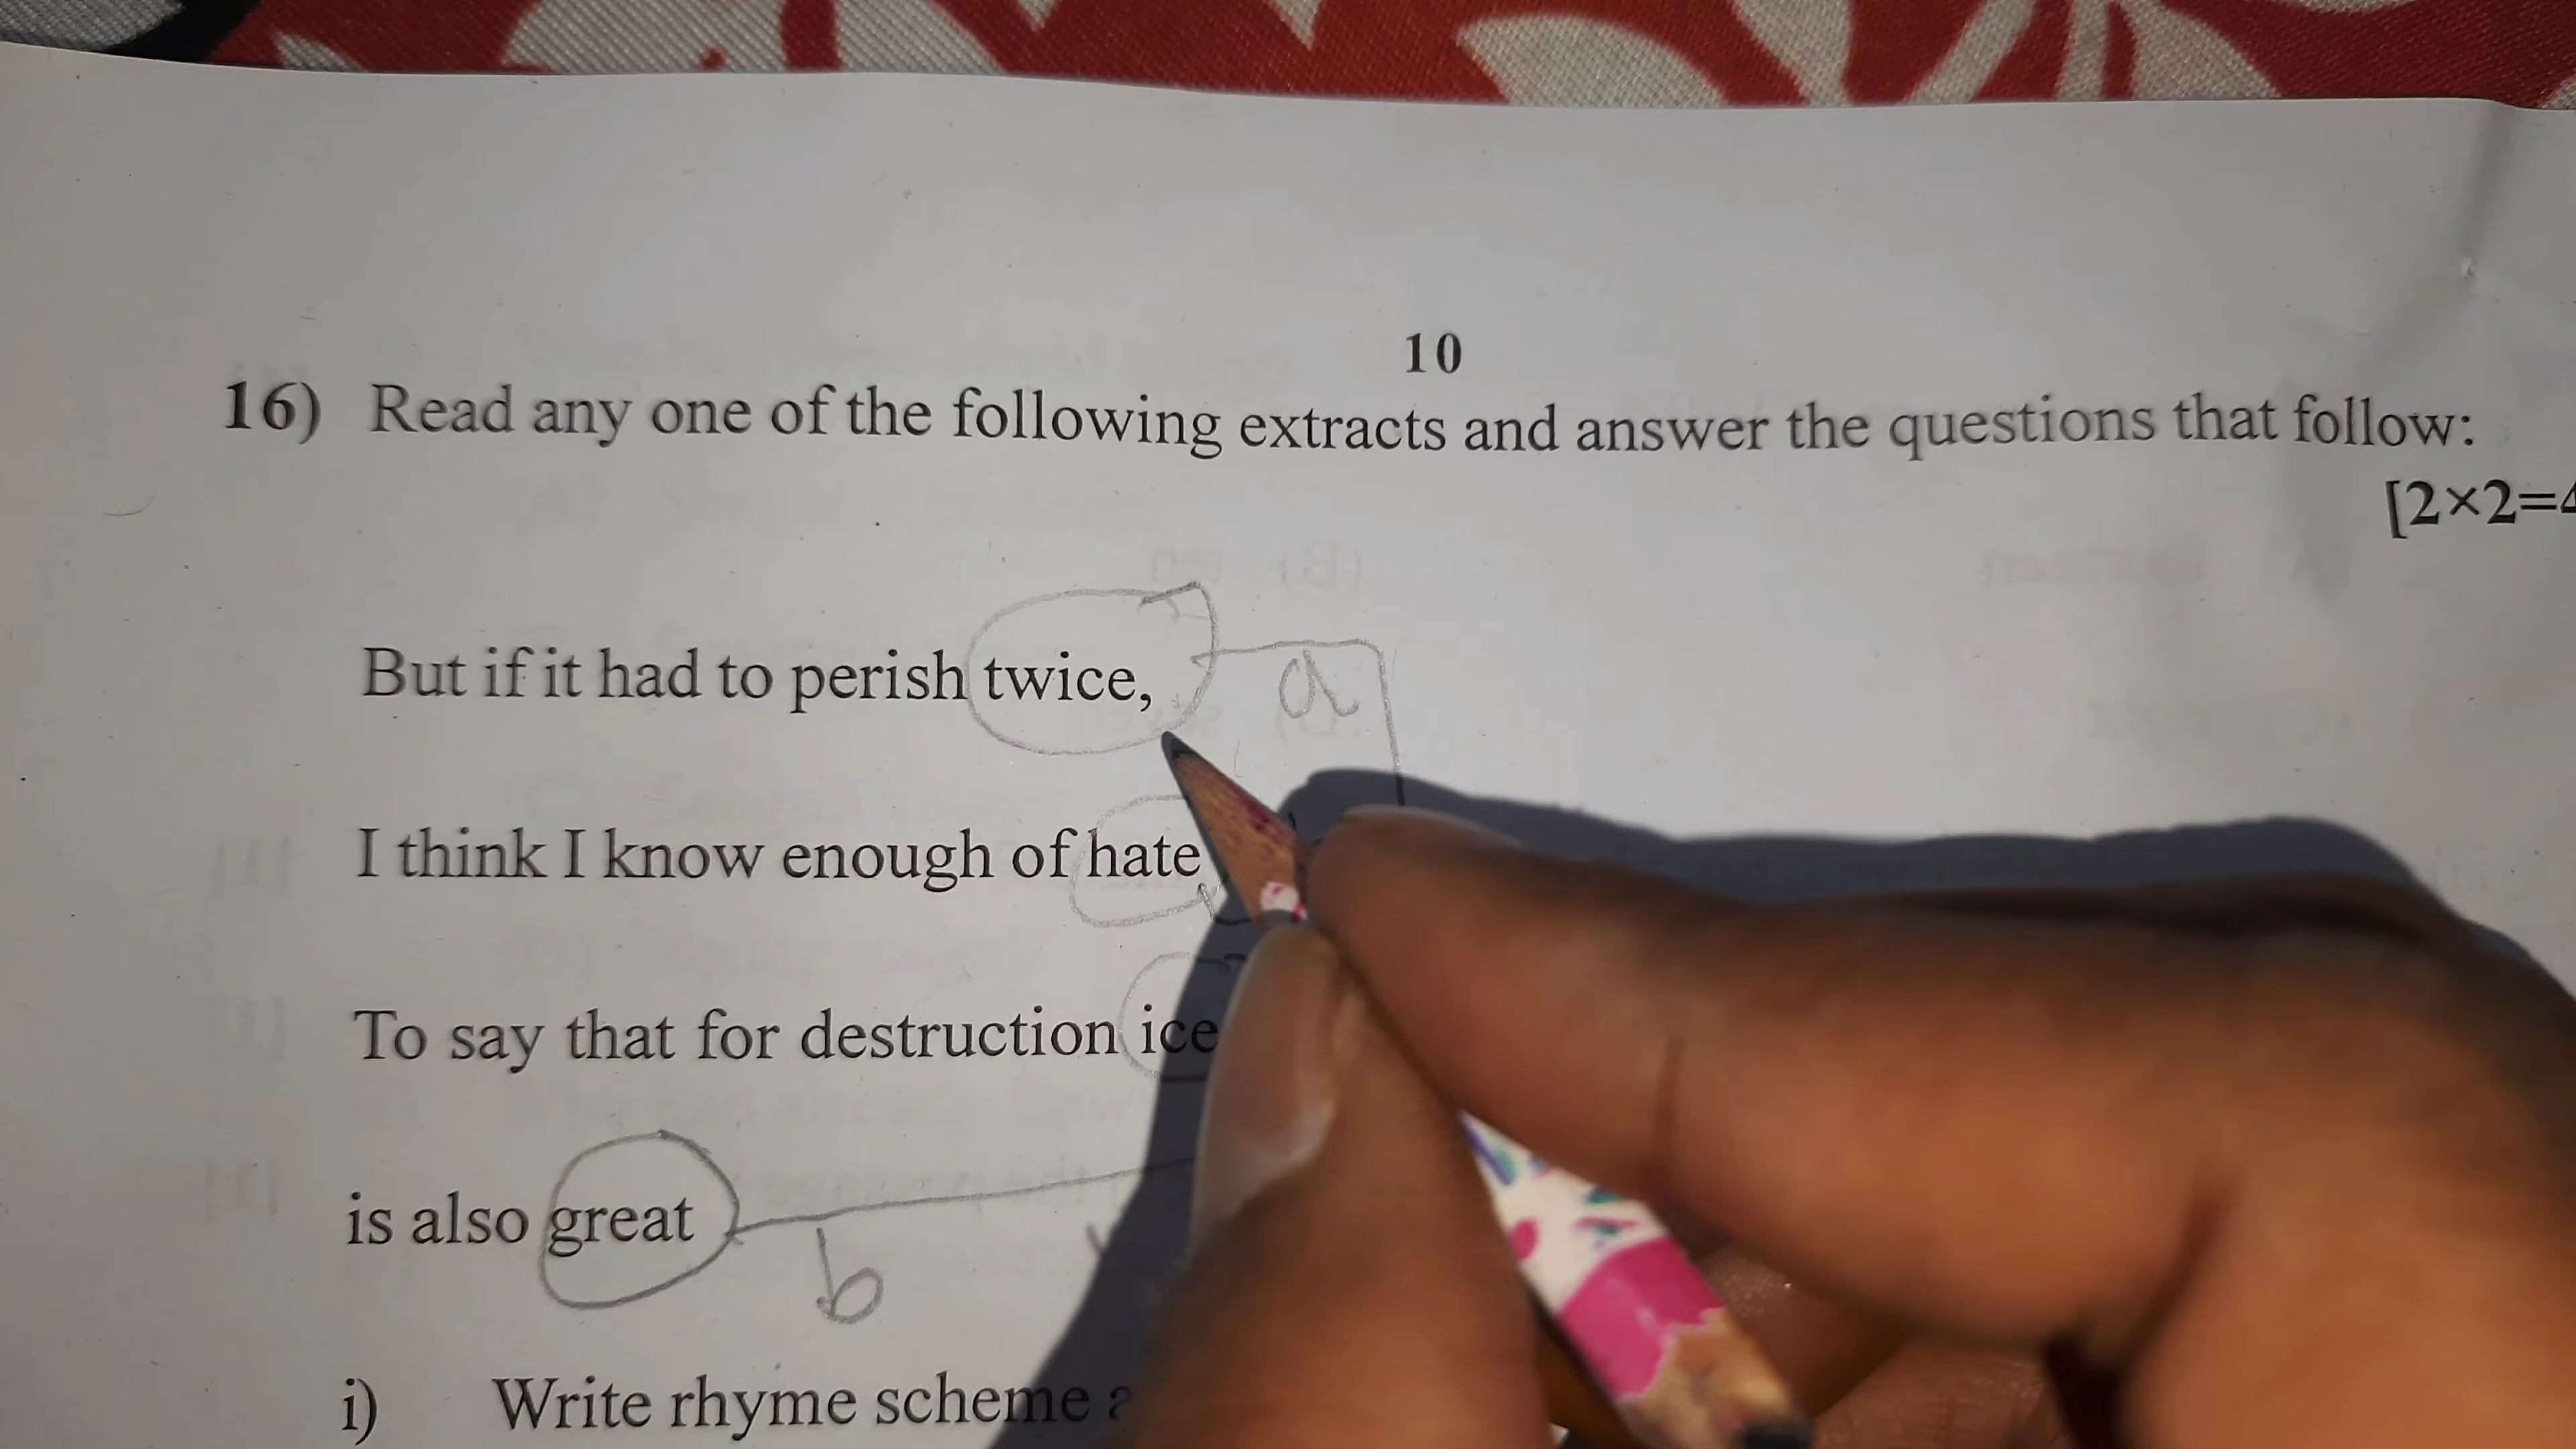 10
16) Read any one of the following extracts and answer the questions that follow:
[2×2=4
But if it had to perish twice,
a
I think I know enough of hate
To say that for destruction ice
is also great
b
i) Write rhyme scheme